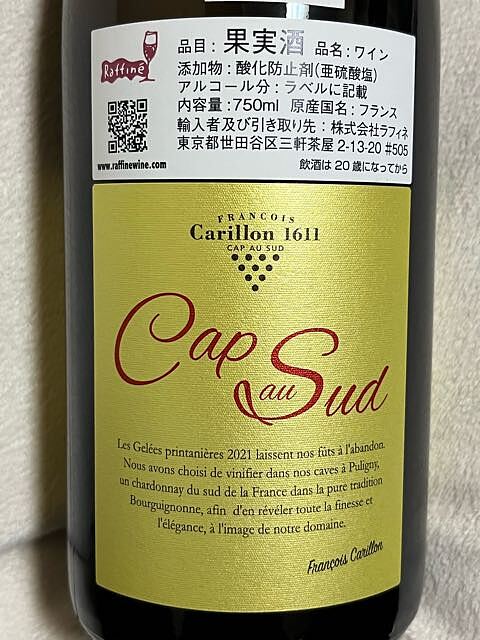 Raffiné
www.raffinewine.com
品目：果実酒 品名：ワイン
添加物：酸化防止剤(亜硫酸塩)
アルコール分：ラベルに記載
内容量：750ml 原産国名：フランス
輸入者及び引き取り先：株式会社ラフィネ
東京都世田谷区三軒茶屋 2-13-20 #505
飲酒は 20 歳になってから
FRANCOIS
Carillon 1611
CAP AU SUD
Cap
au Sud
Les Gelées printanières 2021 laissent nos fûts à l'abandon.
Nous avons choisi de vinifier dans nos caves à Puligny,
un chardonnay du sud de la France dans la pure tradition
Bourguignonne, afin d'en révéler toute la finesse et
l'élégance, à l'image de notre domaine.
François Carillon